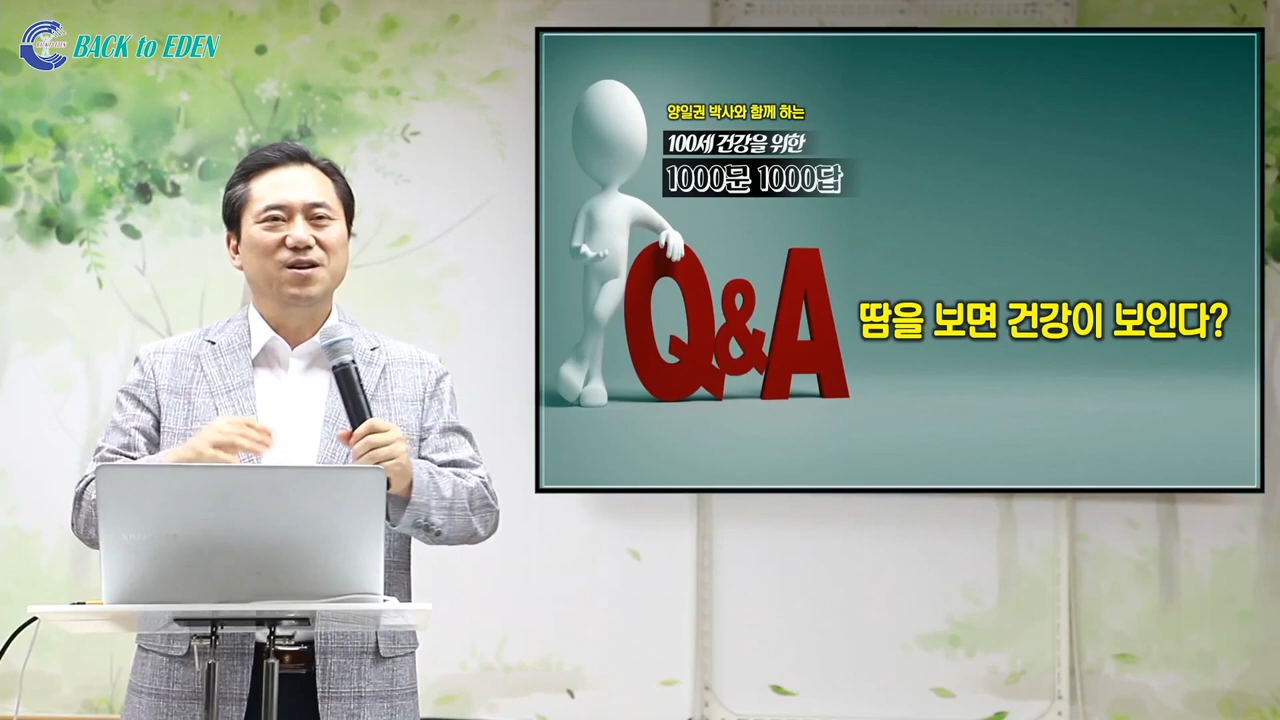 BACK to EDEN
양일권 박사와 함께 하는
100세 건강을 위한
1000문 1000답
Q&A
땀을 보면 건강이 보인다?